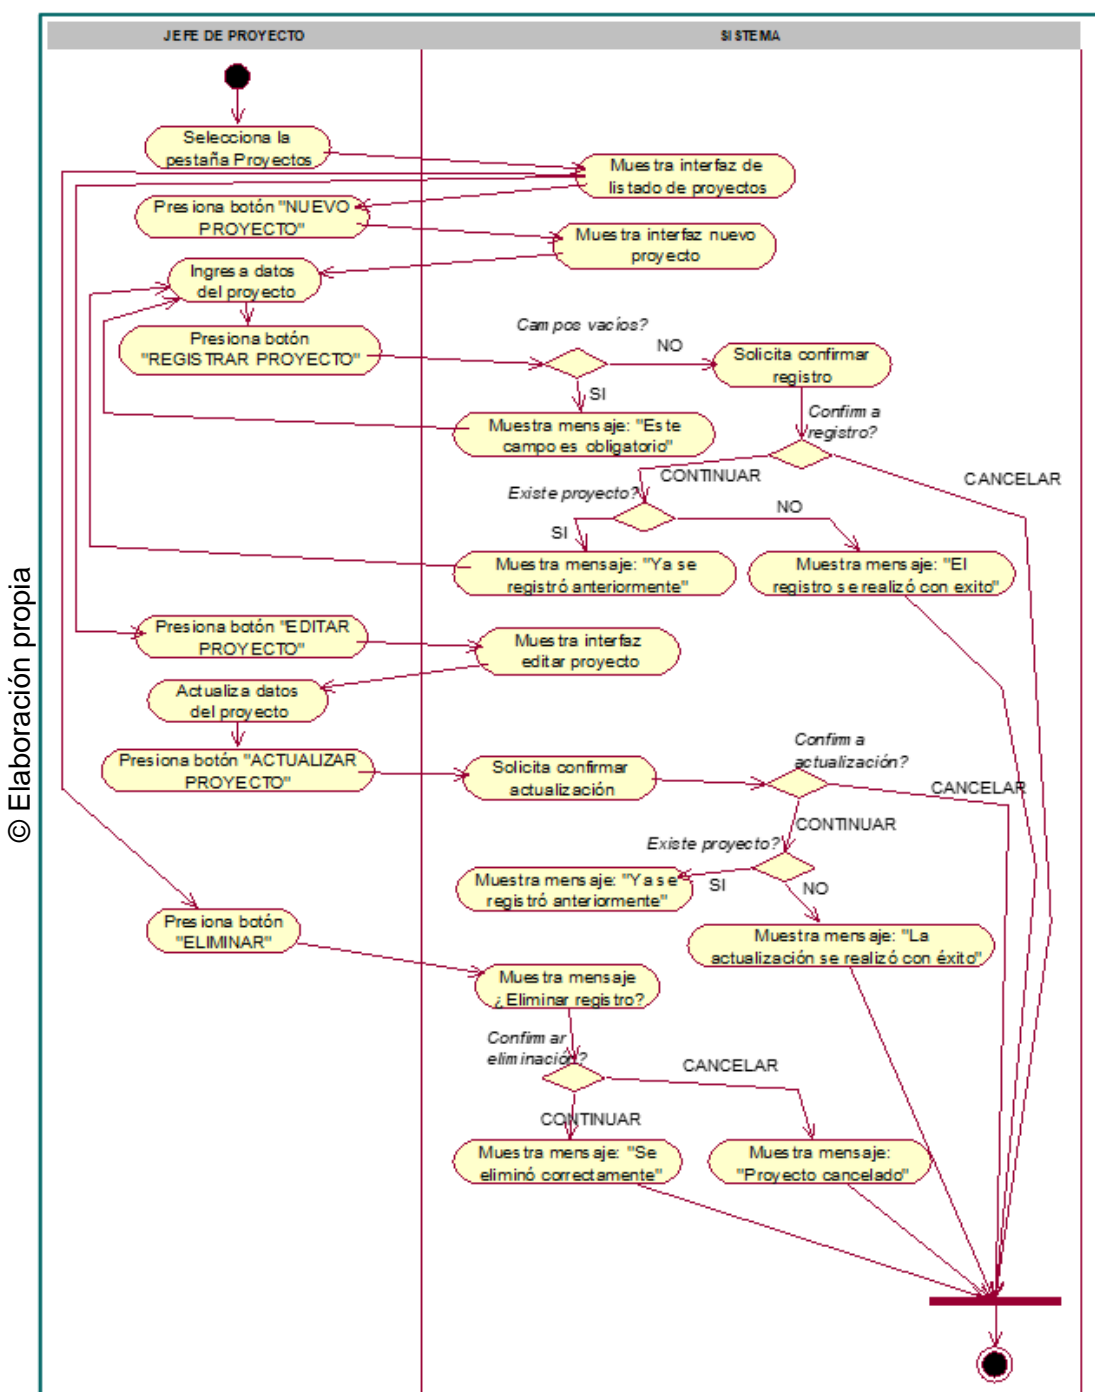 JEFE DE PROYECTO
SISTEMA
Selecciona la
pestaña Proyectos
Muestra interfaz de
listado de proyectos
Presiona botón "NUEVO
PROYECTO"
Muestra interfaz nuevo
proyecto
Ingresa datos
del proyecto
Presiona botón
"REGISTRAR PROYECTO"
Campos vacíos?
NO
SI
Solicita confirmar
registro
Muestra mensaje: "Este
campo es obligatorio"
Confirma
registro?
CONTINUAR
CANCELAR
Existe proyecto?
SI
NO
Muestra mensaje: "Ya se
registró anteriormente"
Muestra mensaje: "El
registro se realizó con exito"
Presiona botón "EDITAR
PROYECTO"
Muestra interfaz
editar proyecto
Actualiza datos
del proyecto
Presiona botón "ACTUALIZAR
PROYECTO"
Solicita confirmar
actualización
Confirma
actualización?
CANCELAR
CONTINUAR
Existe proyecto?
SI
NO
Muestra mensaje: "Ya se
registró anteriormente"
Muestra mensaje: "La
actualización se realizó con éxito"
Presiona botón
"ELIMINAR"
Muestra mensaje
¿Eliminar registro?
Confirmar
eliminación?
CANCELAR
CONTINUAR
Muestra mensaje: "Se
eliminó correctamente"
Muestra mensaje:
"Proyecto cancelado"
© Elaboración propia